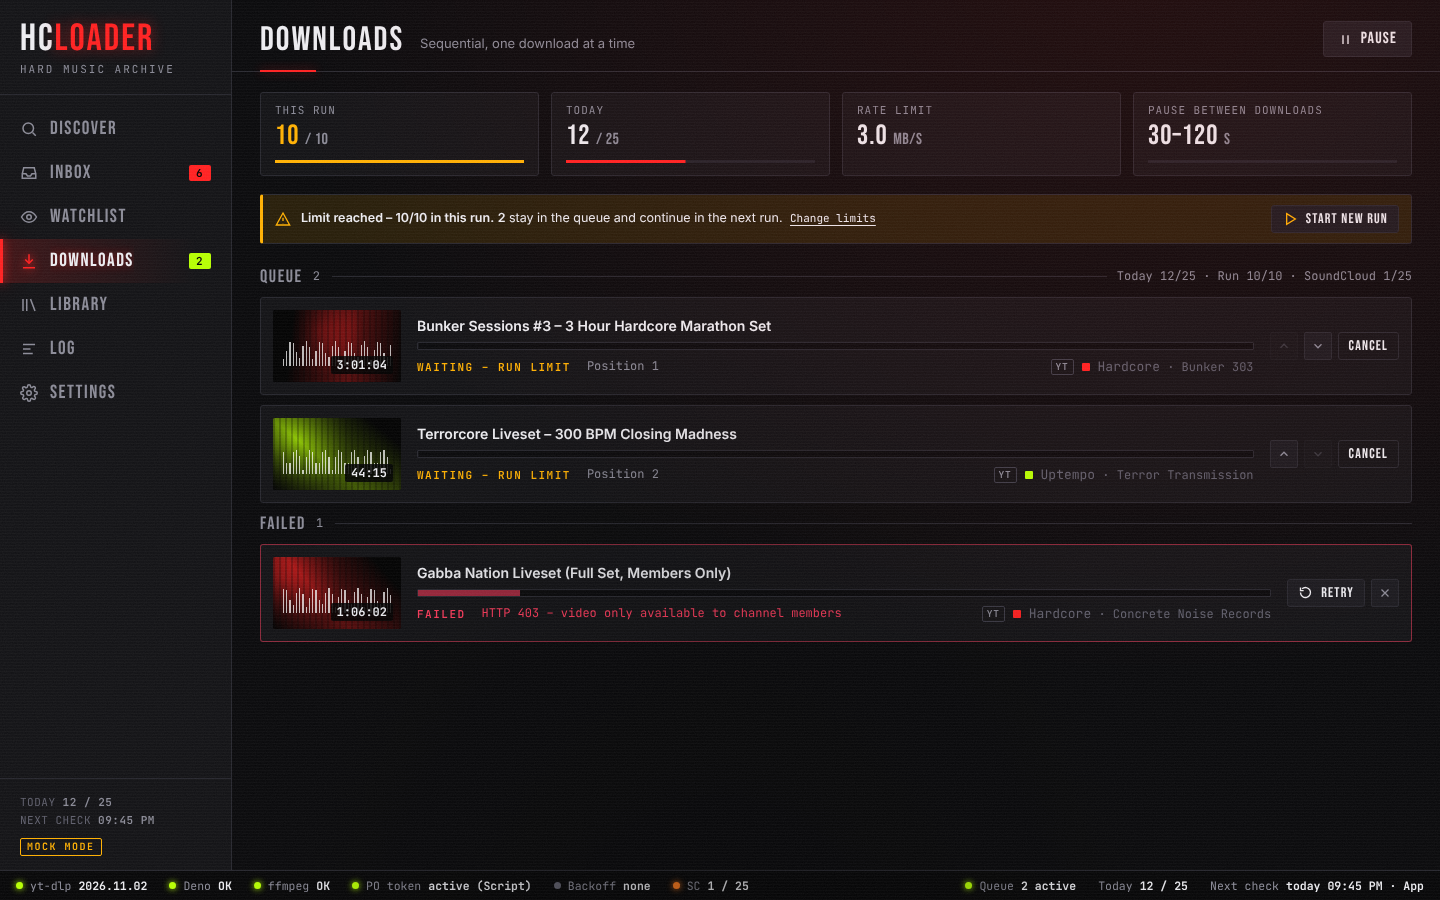 HCLOADER
HARD MUSIC ARCHIVE
DISCOVER
INBOX 6
WATCHLIST
DOWNLOADS 2
LIBRARY
LOG
SETTINGS
TODAY 12 / 25
NEXT CHECK 09:45 PM
MOCK MODE
DOWNLOADS Sequential, one download at a time
PAUSE
THIS RUN
10 / 10
TODAY
12 / 25
RATE LIMIT
3.0 MB/S
PAUSE BETWEEN DOWNLOADS
30–120 S
Limit reached – 10/10 in this run. 2 stay in the queue and continue in the next run. Change limits
START NEW RUN
QUEUE 2
Today 12/25 · Run 10/10 · SoundCloud 1/25
3:01:04
Bunker Sessions #3 – 3 Hour Hardcore Marathon Set
WAITING – RUN LIMIT Position 1
YT Hardcore · Bunker 303
CANCEL
44:15
Terrorcore Liveset – 300 BPM Closing Madness
WAITING – RUN LIMIT Position 2
YT Uptempo · Terror Transmission
CANCEL
FAILED 1
1:06:02
Gabba Nation Liveset (Full Set, Members Only)
FAILED HTTP 403 – video only available to channel members
YT Hardcore · Concrete Noise Records
RETRY
yt-dlp 2026.11.02 Deno OK ffmpeg OK PO token active (Script) Backoff none SC 1 / 25 Queue 2 active Today 12 / 25 Next check today 09:45 PM · App